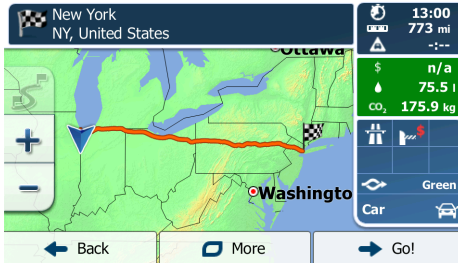 New York
NY, United States
13:00
773 mi
-:--
$ n/a
75.5 l
CO2 175.9 kg
Ottawa
+
$
Washingto
−
Green
Car
Back
More
Go!